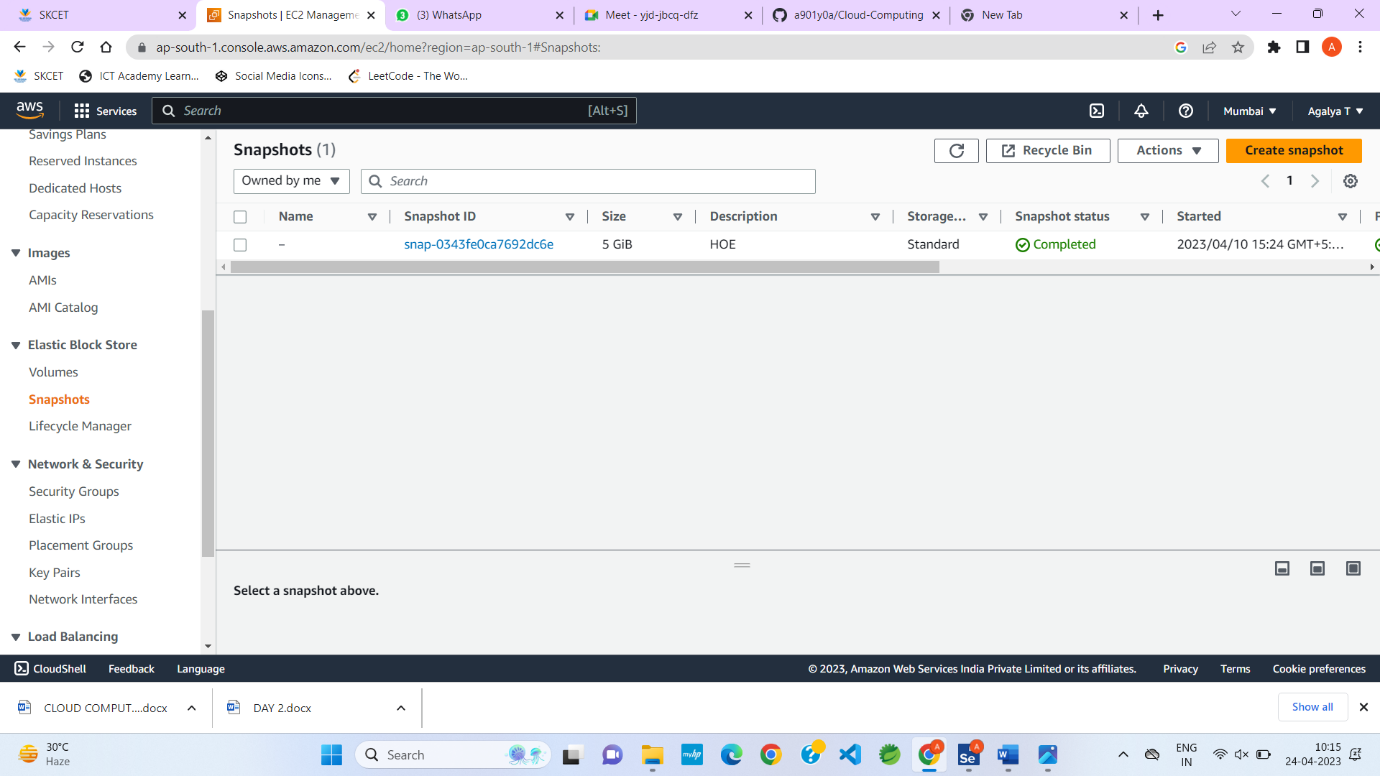 SKCET
Snapshots | EC2 Manageme
(3) WhatsApp
Meet - yjd-jbcq-dfz
a901y0a/Cloud-Computing
New Tab
ap-south-1.console.aws.amazon.com/ec2/home?region=ap-south-1#Snapshots:
A
SKCET
ICT Academy Learn...
Social Media Icons...
LeetCode - The Wo...
aws
Services
Search
[Alt+S]
Mumbai
Agalya T
Savings Plans
Reserved Instances
Dedicated Hosts
Capacity Reservations
Images
AMIs
AMI Catalog
Elastic Block Store
Volumes
Snapshots
Lifecycle Manager
Network & Security
Security Groups
Elastic IPs
Placement Groups
Key Pairs
Network Interfaces
Load Balancing
Snapshots (1)
Recycle Bin
Actions
Create snapshot
Owned by me
Search
1
Name Snapshot ID Size Description Storage... Snapshot status Started
– snap-0343fe0ca7692dc6e 5 GiB HOE Standard Completed 2023/04/10 15:24 GMT+5:...
Select a snapshot above.
CloudShell Feedback Language
© 2023, Amazon Web Services India Private Limited or its affiliates. Privacy Terms Cookie preferences
CLOUD COMPUT....docx
DAY 2.docx
Show all
30°C
Haze
Search
ENG
IN
10:15
24-04-2023